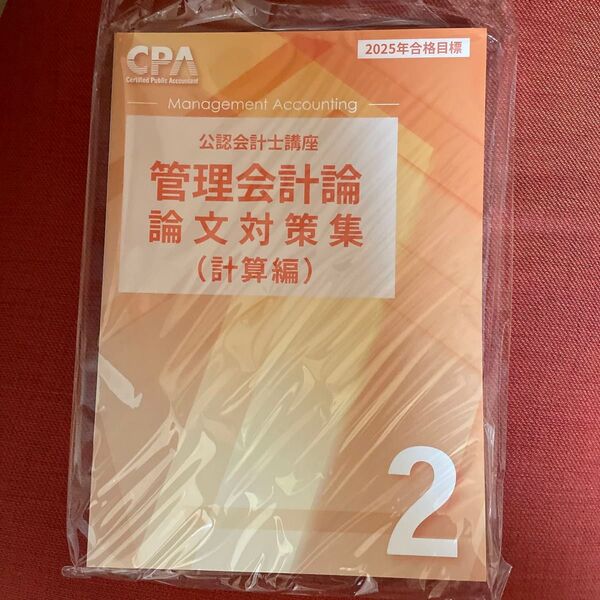 2025年合格目標
CPA
Certified Public Accountant
Management Accounting
公認会計士講座
管理会計論
論文対策集
（計算編）
2